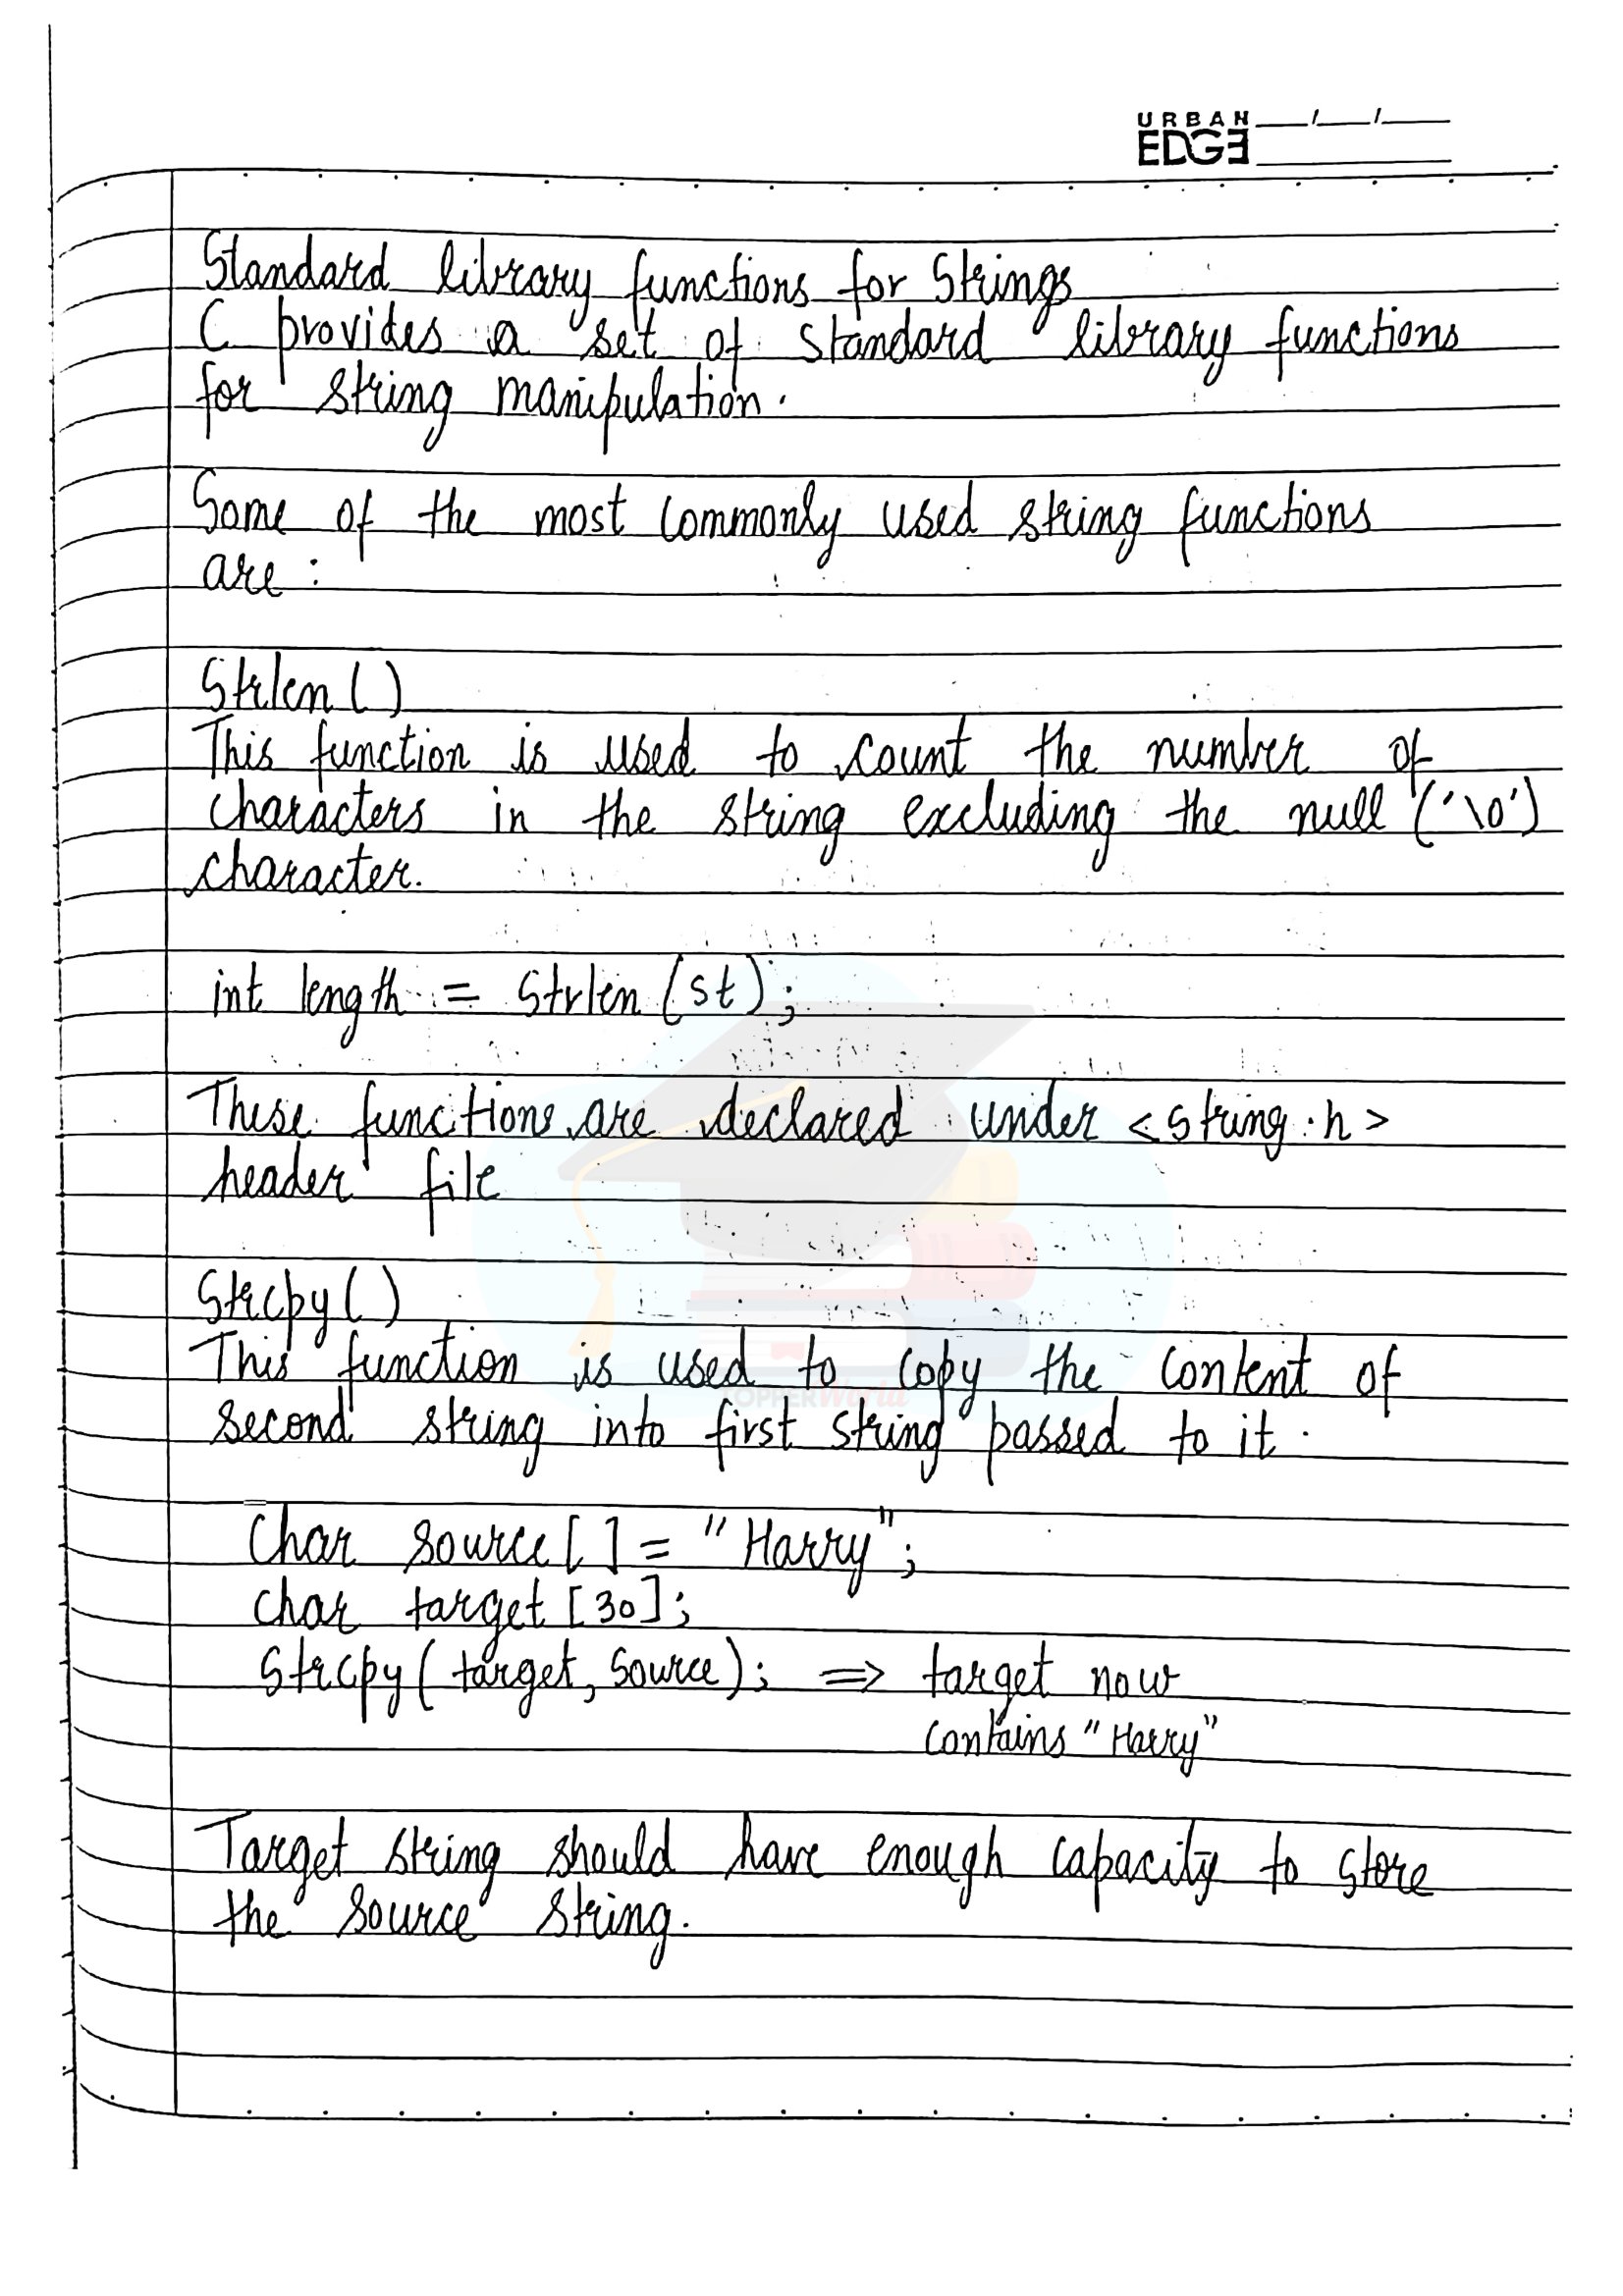 URBAN
EDGE
Standard library functions for Strings
C provides a set of standard library functions
for string manipulation.
Some of the most commonly used string functions
are :
Strlen ( )
This function is used to count the number of
characters in the string excluding the null ('\0')
character.
int length = Strlen (st);
These functions are declared under <string.h>
header file
Strcpy ( )
This function is used to copy the content of
second string into first string passed to it.
Char source[ ] = "Harry";
char target [30];
Strcpy ( target, source); => target now
contains "Harry"
TOPPERWorld
Target string should have enough capacity to store
the source string.